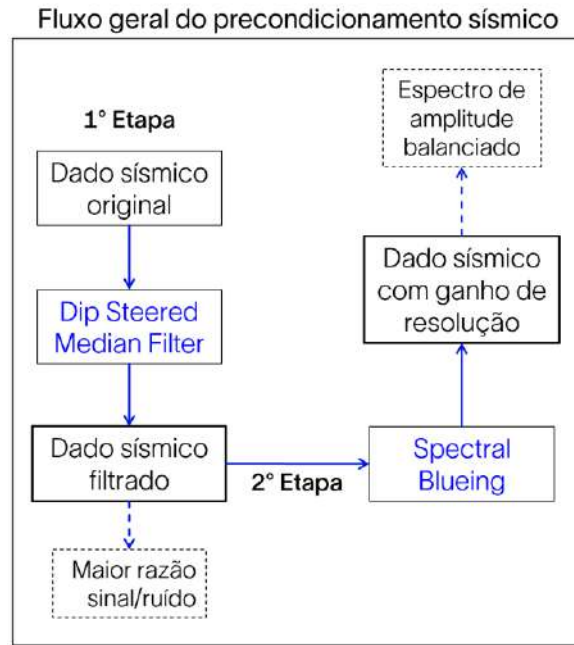 Fluxo geral do precondicionamento sísmico
1° Etapa
Dado sísmico
original
Dip Steered
Median Filter
Dado sísmico
filtrado
Maior razão
sinal/ruído
2° Etapa
Spectral
Blueing
Dado sísmico
com ganho de
resolução
Espectro de
amplitude
balanciado